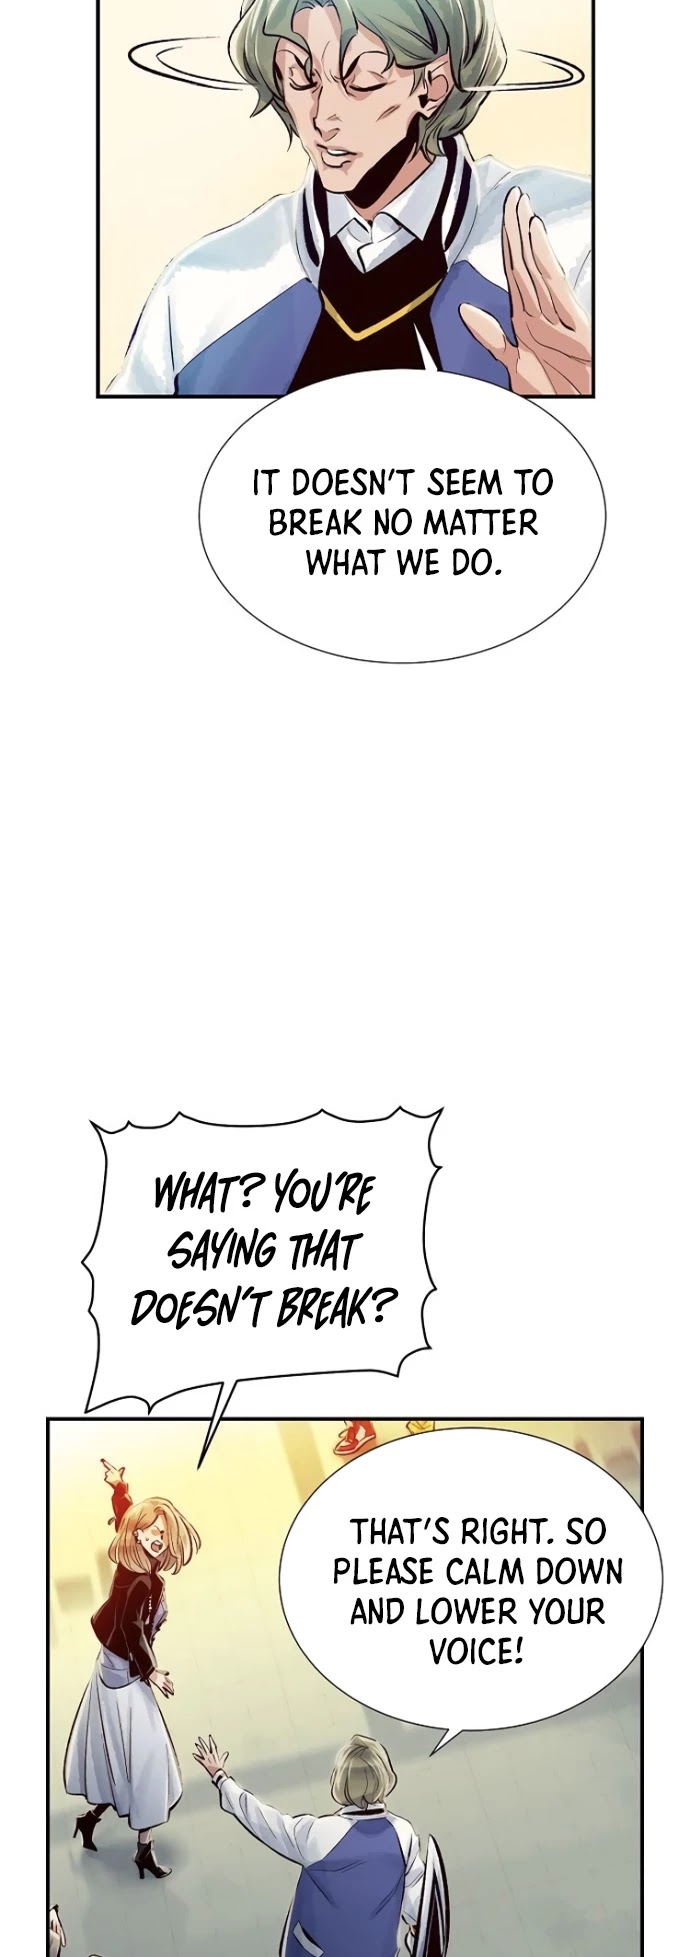 IT DOESN'T SEEM TO
BREAK NO MATTER
WHAT WE DO.
WHAT? YOU'RE
SAYING THAT
DOESN'T BREAK?
THAT'S RIGHT. SO
PLEASE CALM DOWN
AND LOWER YOUR
VOICE!